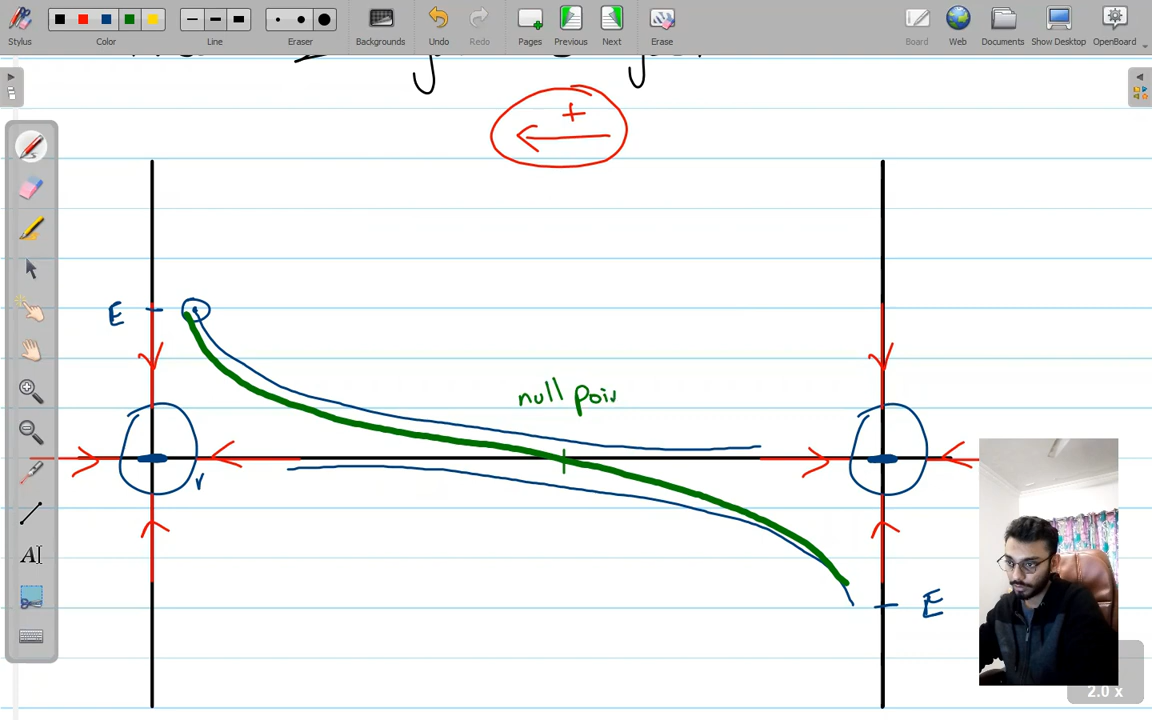 Stylus Color Line Eraser Backgrounds Undo Redo Pages Previous Next Erase Board Web Documents Show Desktop OpenBoard
+
E
null poin
r
E
2.0 x